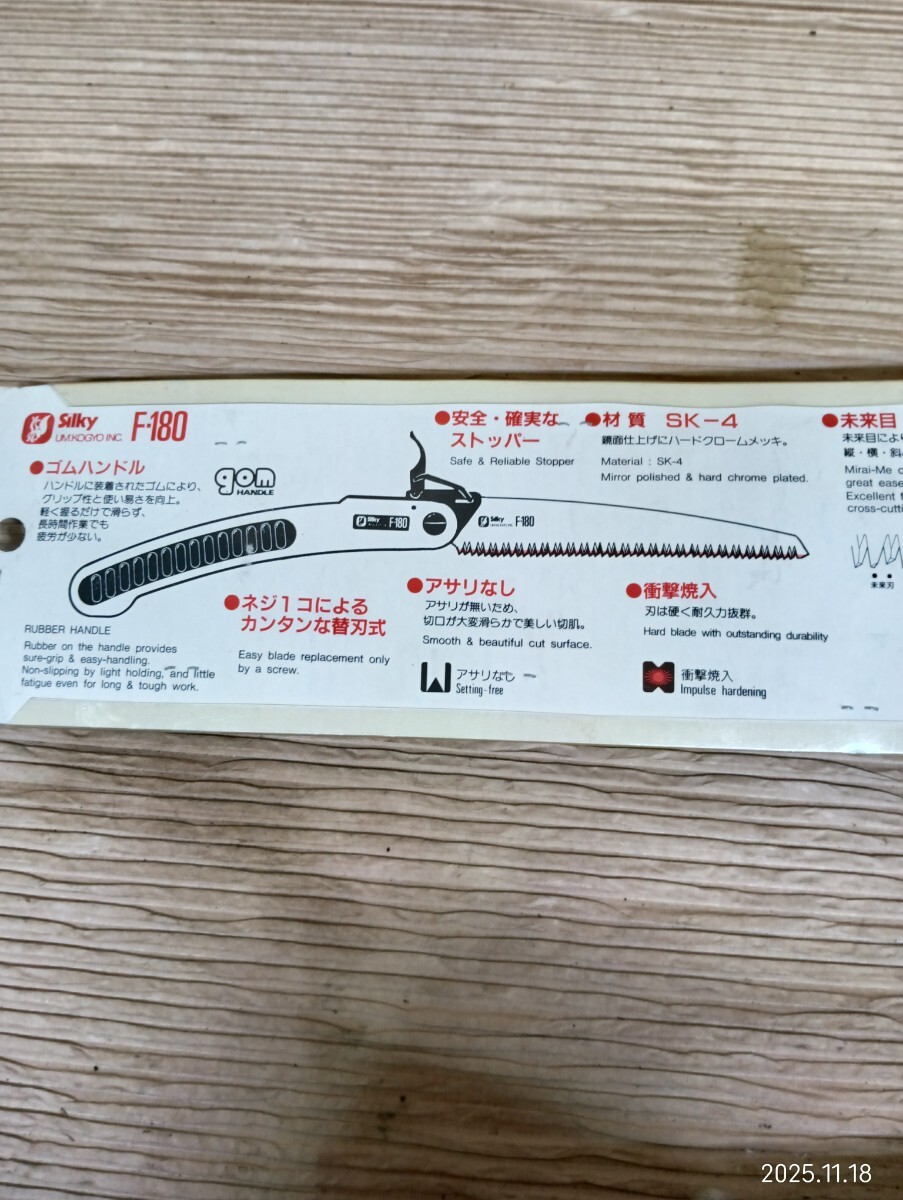 Silky F-180
UM.KOGYO INC.
●ゴムハンドル
ハンドルに装着されたゴムにより、
グリップ性と使い易さを向上。
軽く握るだけで滑らず、
長時間作業でも
疲労が少ない。
gom
HANDLE
●安全・確実な
ストッパー
Safe & Reliable Stopper
●材質 SK-4
鏡面仕上げにハードクロームメッキ。
Material : SK-4
Mirror polished & hard chrome plated.
●未来目
未来目により
縦・横・斜
Mirai-Me c
great ease
Excellent f
cross-cutti
未来刃
Silky F-180
Silky F-180
RUBBER HANDLE
Rubber on the handle provides
sure-grip & easy-handling.
Non-slipping by light holding, and little
fatigue even for long & tough work.
●ネジ1コによる
カンタンな替刃式
Easy blade replacement only
by a screw.
●アサリなし
アサリが無いため、
切口が大変滑らかで美しい切肌。
Smooth & beautiful cut surface.
アサリなし
Setting-free
●衝撃焼入
刃は硬く耐久力抜群。
Hard blade with outstanding durability
衝撃焼入
Impulse hardening
2025.11.18